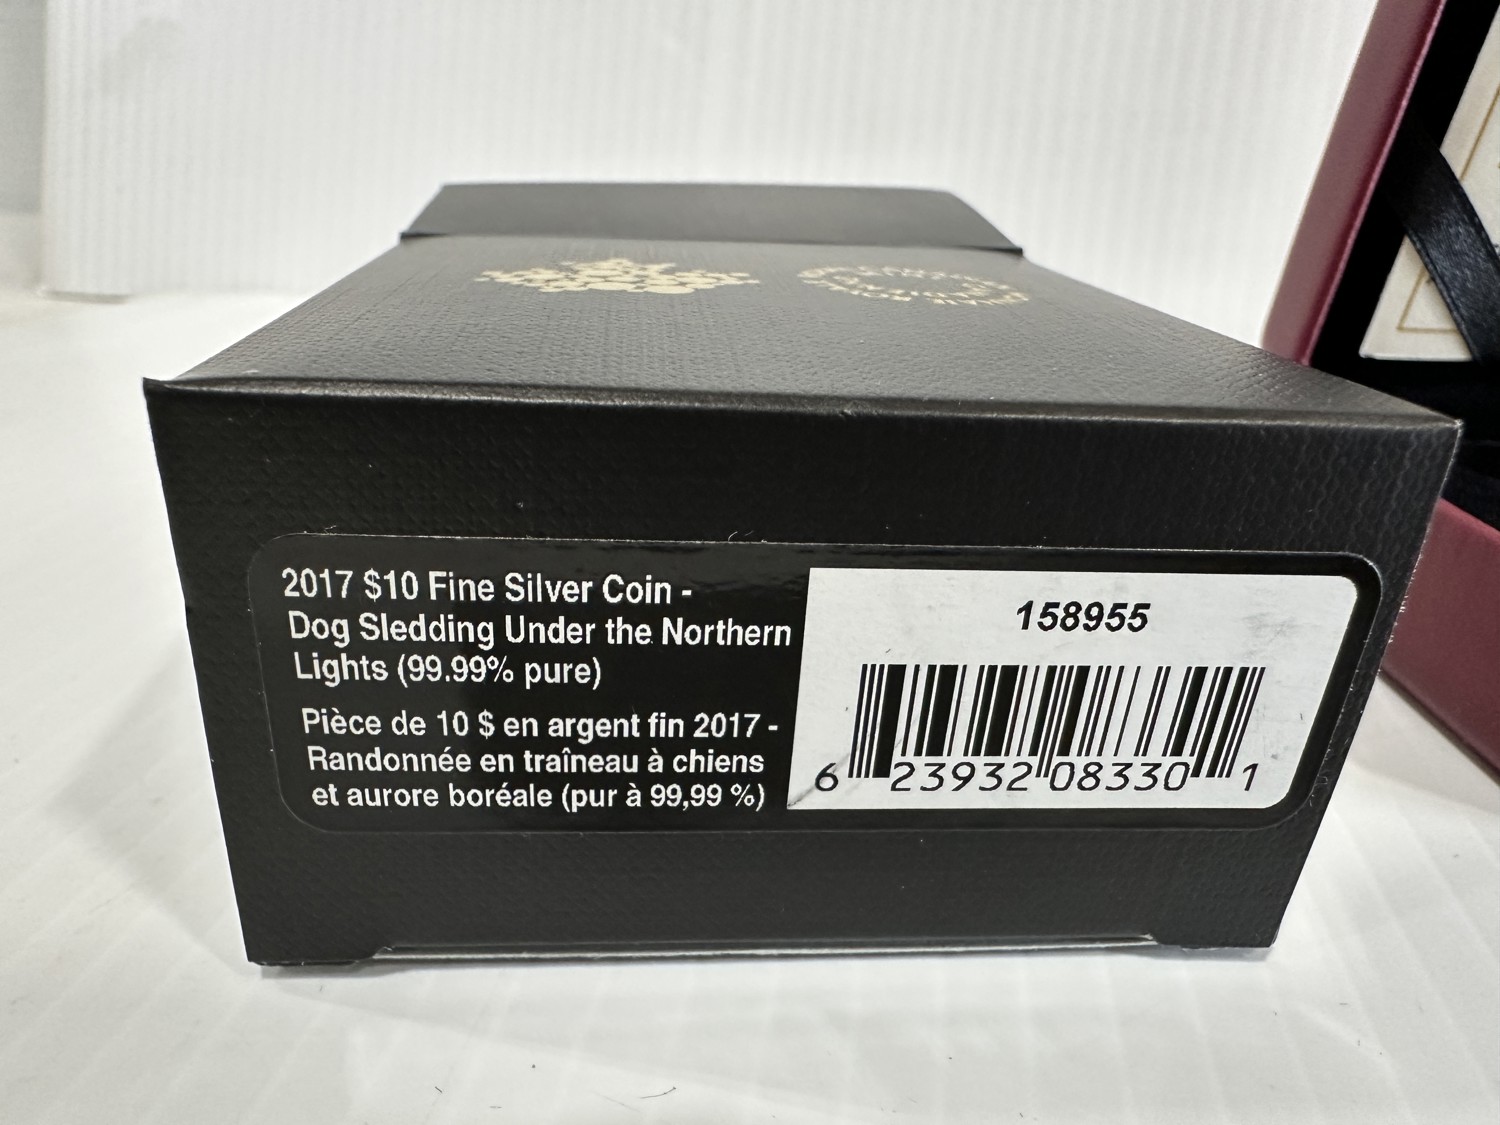 2017 $10 Fine Silver Coin -
Dog Sledding Under the Northern
Lights (99.99% pure)
Pièce de 10 $ en argent fin 2017 -
Randonnée en traîneau à chiens
et aurore boréale (pur à 99,99 %)
158955
6 23932 08330 1